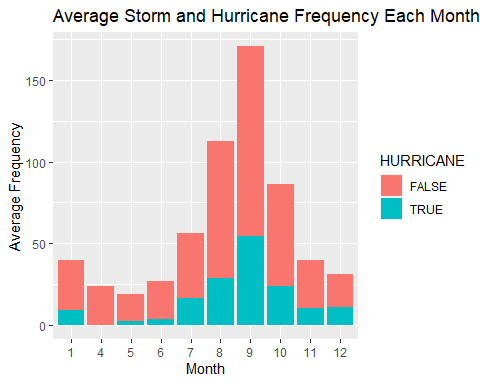 Average Storm and Hurricane Frequency Each Month
150
100
50
0
Average Frequency
1 4 5 6 7 8 9 10 11 12
Month
HURRICANE
FALSE
TRUE